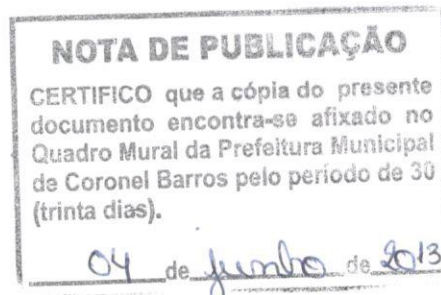 NOTA DE PUBLICAÇÃO
CERTIFICO que a cópia do presente
documento encontra-se afixado no
Quadro Mural da Prefeitura Municipal
de Coronel Barros pelo período de 30
(trinta dias).
04 de junho de 2013